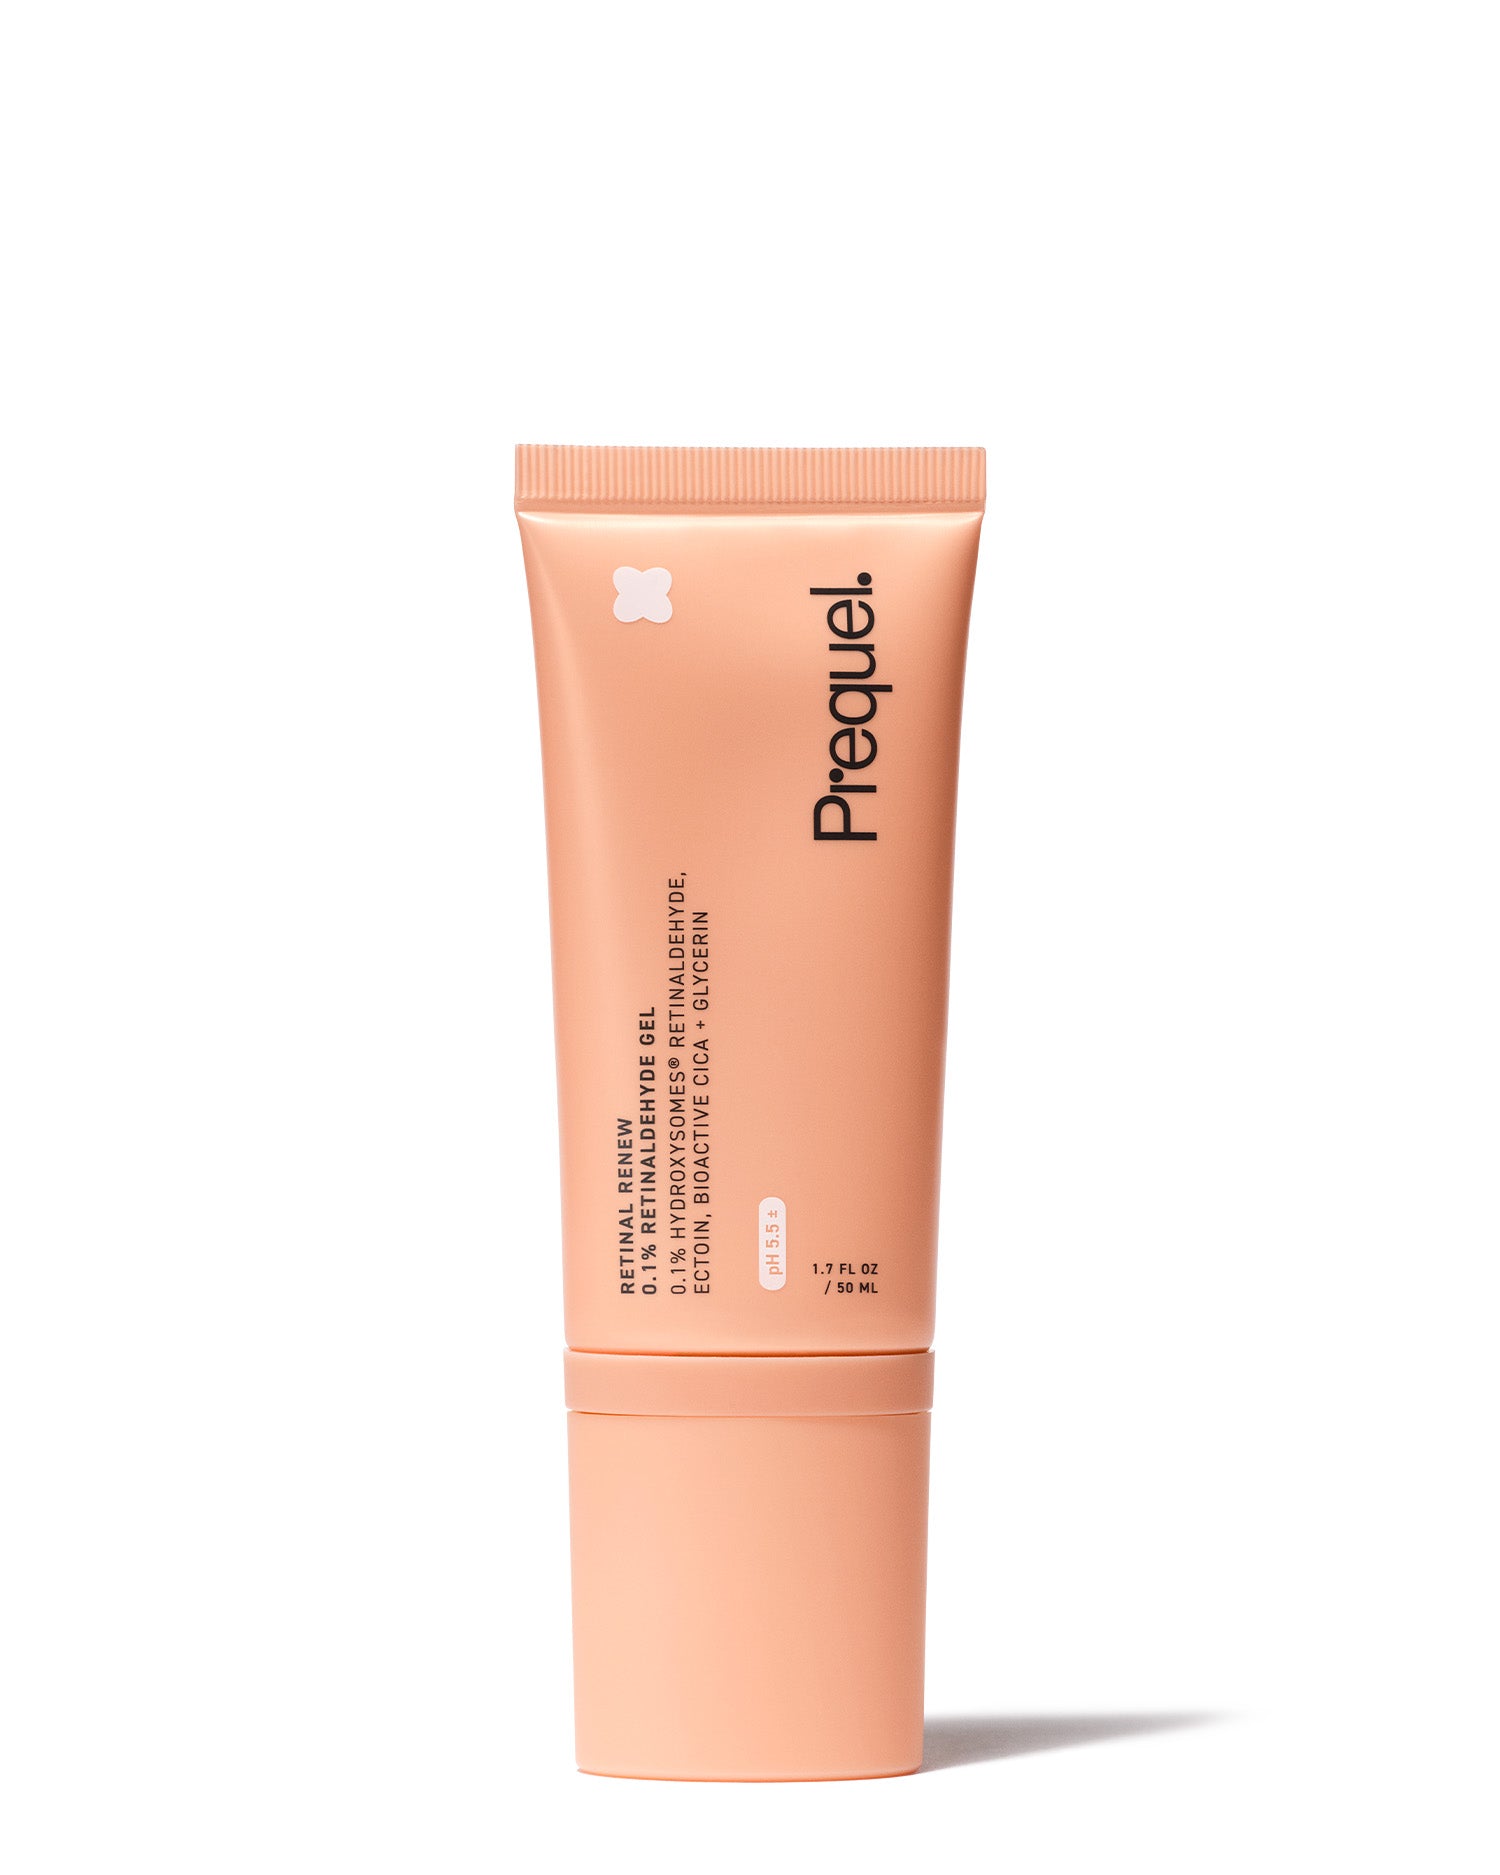 Prequel.
RETINAL RENEW
0.1% RETINALDEHYDE GEL
0.1% HYDROXYSOMES® RETINALDEHYDE,
ECTOIN, BIOACTIVE CICA + GLYCERIN
pH 5.5 ±
1.7 FL OZ
/ 50 ML